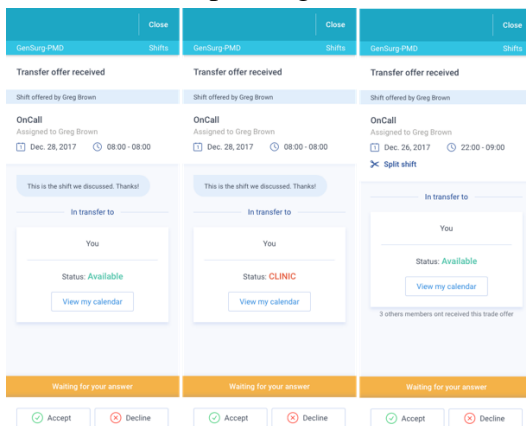 Close
GenSurg-PMD Shifts
Transfer offer received
Shift offered by Greg Brown
OnCall
Assigned to Greg Brown
Dec. 28, 2017 08:00 - 08:00
This is the shift we discussed. Thanks!
In transfer to
You
Status: Available
View my calendar
Waiting for your answer
Accept Decline
Close
GenSurg-PMD Shifts
Transfer offer received
Shift offered by Greg Brown
OnCall
Assigned to Greg Brown
Dec. 28, 2017 08:00 - 08:00
This is the shift we discussed. Thanks!
In transfer to
You
Status: CLINIC
View my calendar
Waiting for your answer
Accept Decline
Close
GenSurg-PMD Shifts
Transfer offer received
Shift offered by Greg Brown
OnCall
Assigned to Greg Brown
Dec. 26, 2017 22:00 - 09:00
Split shift
In transfer to
You
Status: Available
View my calendar
3 others members ont received this trade offer
Waiting for your answer
Accept Decline